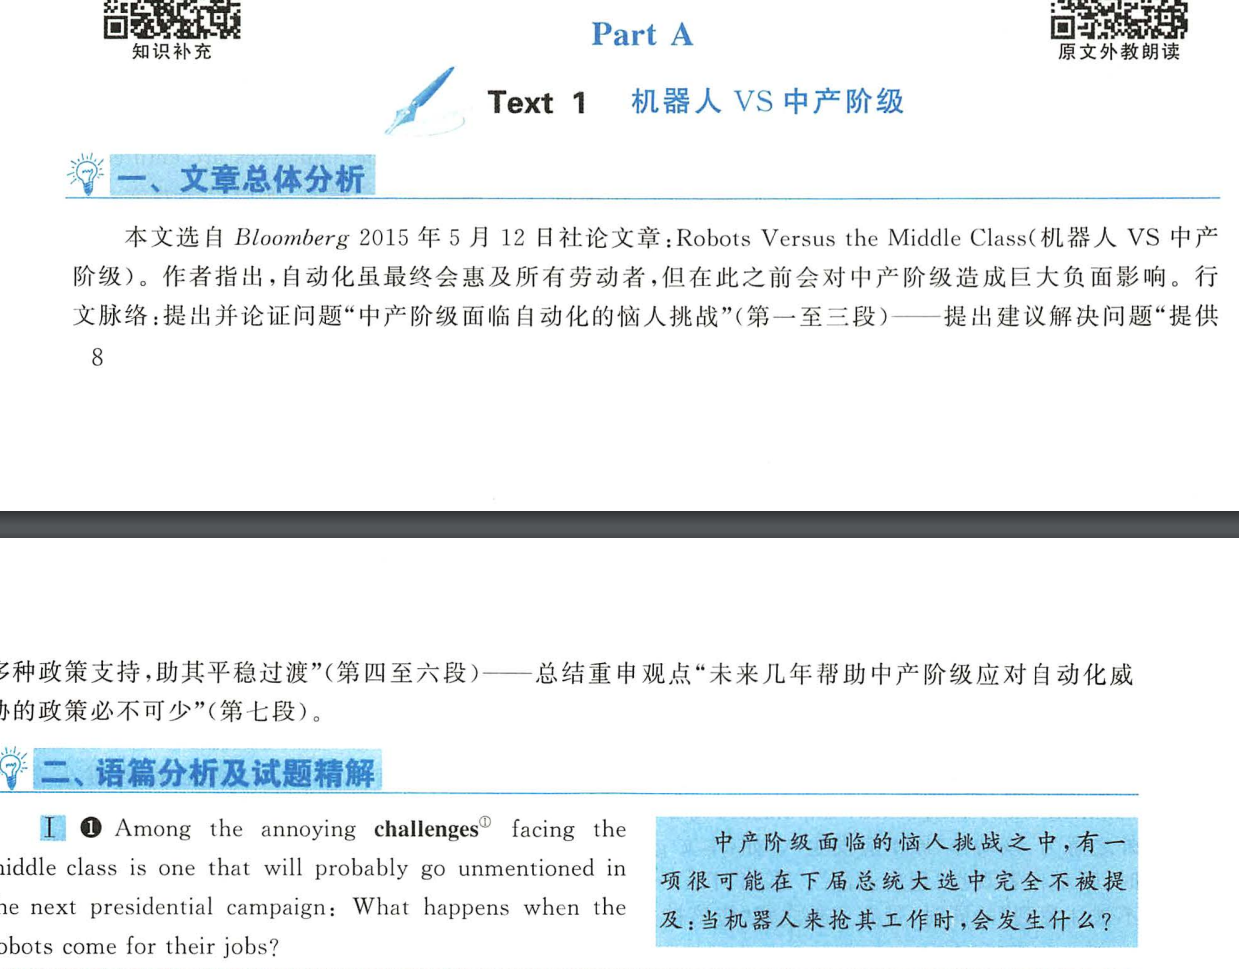 知识补充
Part A
原文外教朗读
Text 1 机器人 VS 中产阶级
一、文章总体分析
本文选自 Bloomberg 2015 年 5 月 12 日社论文章:Robots Versus the Middle Class(机器人 VS 中产
阶级)。作者指出,自动化虽最终会惠及所有劳动者,但在此之前会对中产阶级造成巨大负面影响。行
文脉络:提出并论证问题“中产阶级面临自动化的恼人挑战”(第一至三段)——提出建议解决问题“提供
8
多种政策支持,助其平稳过渡”(第四至六段)——总结重申观点“未来几年帮助中产阶级应对自动化威
胁的政策必不可少”(第七段)。
二、语篇分析及试题精解
I ❶ Among the annoying challenges① facing the
middle class is one that will probably go unmentioned in
the next presidential campaign: What happens when the
robots come for their jobs?
中产阶级面临的恼人挑战之中,有一
项很可能在下届总统大选中完全不被提
及:当机器人来抢其工作时,会发生什么?